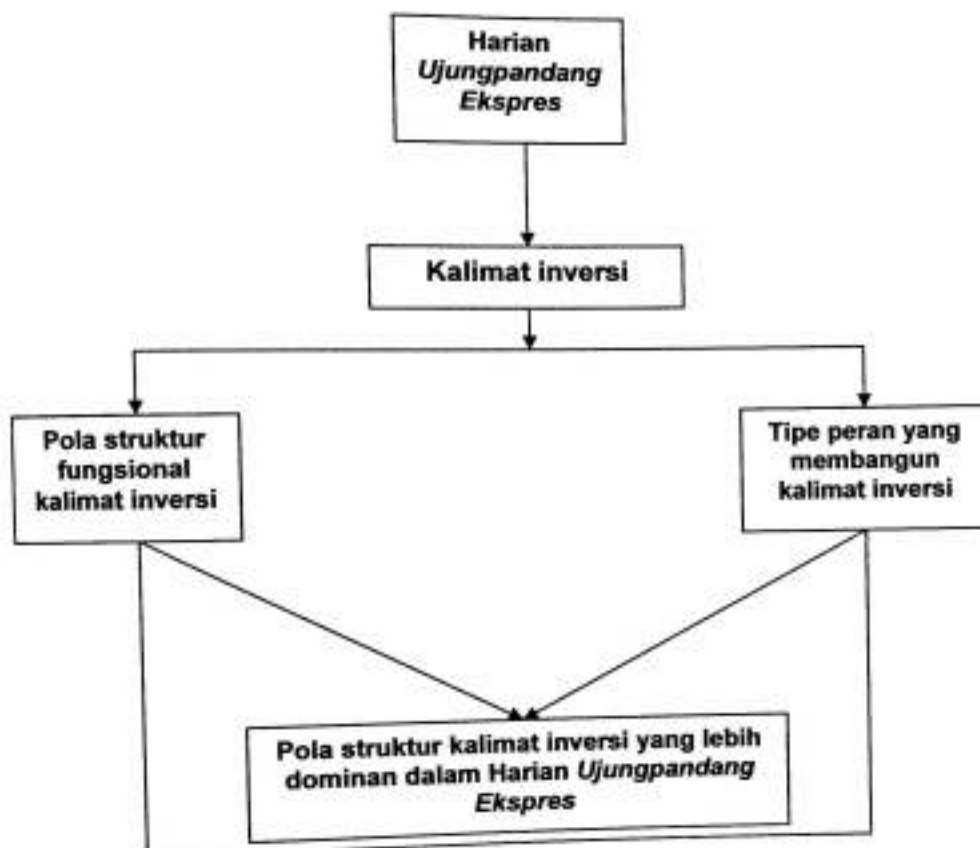 Harian
Ujungpandang
Ekspres
Kalimat inversi
Pola struktur
fungsional
kalimat inversi
Tipe peran yang
membangun
kalimat inversi
Pola struktur kalimat inversi yang lebih
dominan dalam Harian Ujungpandang
Ekspres